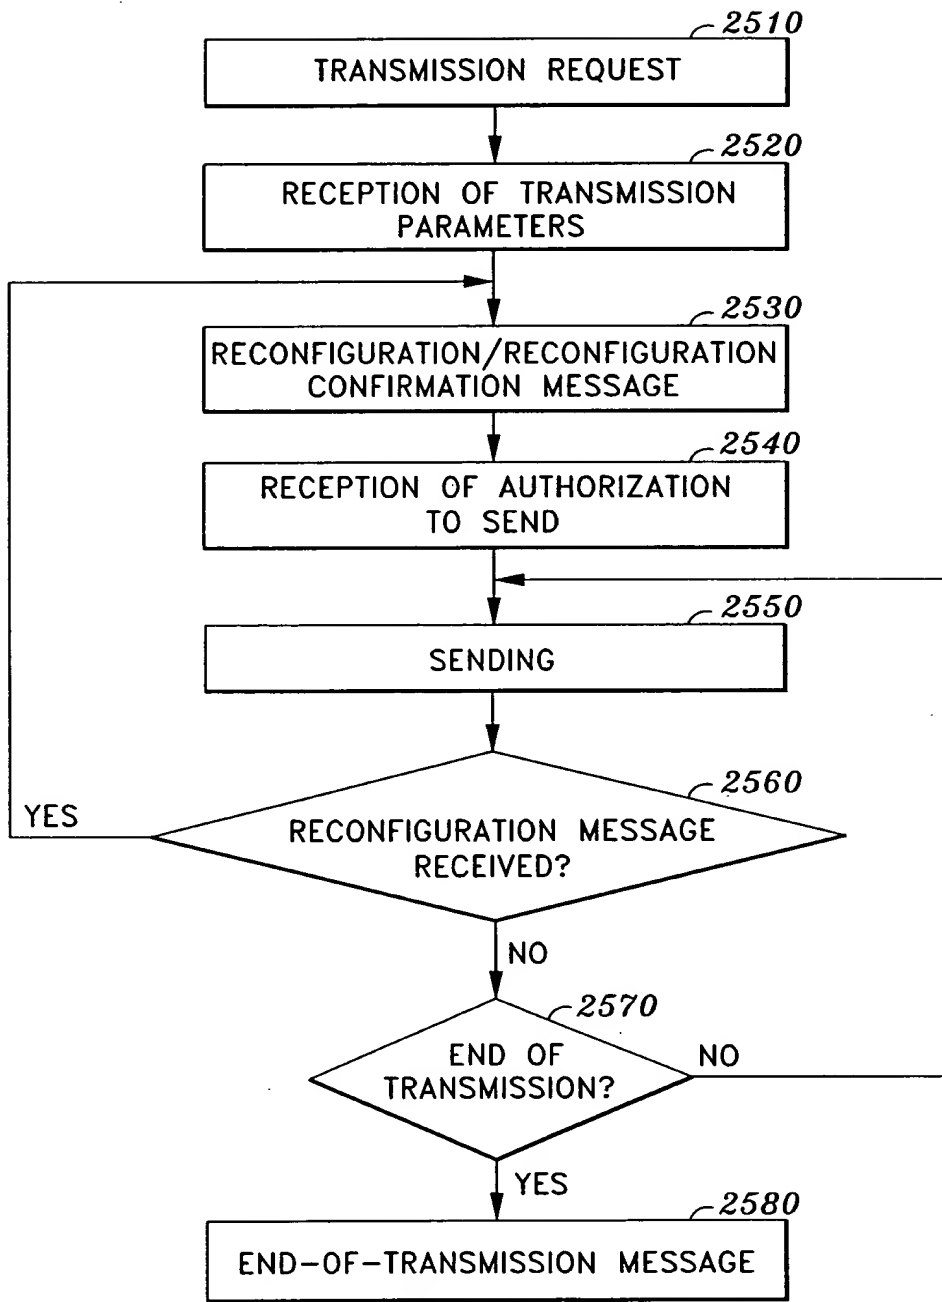 2510
TRANSMISSION REQUEST
2520
RECEPTION OF TRANSMISSION
PARAMETERS
2530
RECONFIGURATION/RECONFIGURATION
CONFIRMATION MESSAGE
2540
RECEPTION OF AUTHORIZATION
TO SEND
2550
SENDING
2560
YES
RECONFIGURATION MESSAGE
RECEIVED?
NO
2570
END OF
TRANSMISSION?
NO
YES
2580
END-OF-TRANSMISSION MESSAGE